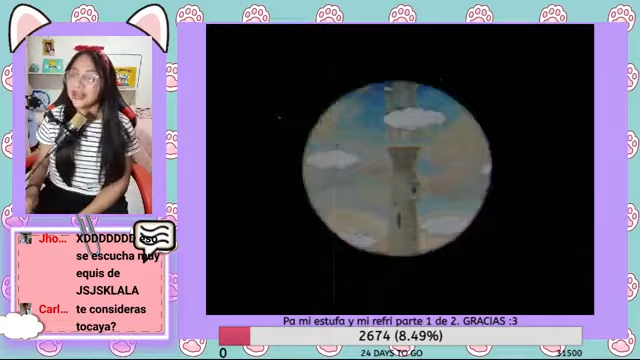 Jho... XDDDDDDD eso
se escucha muy
equis de
JSJSKLALA
Carl... te consideras
tocaya?
Pa mi estufa y mi refri parte 1 de 2. GRACIAS :3
2674 (8.49%)
0 24 DAYS TO GO 31500